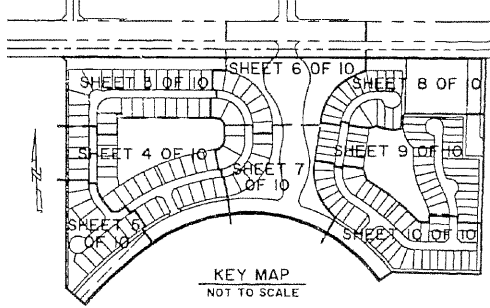 SHEET 6 OF 10
SHEET 3 OF 10
SHEET 8 OF 10
SHEET 4 OF 10
SHEET 7
OF 10
SHEET 9 OF 10
SHEET 5
OF 10
SHEET 10 OF 10
N
KEY MAP
NOT TO SCALE